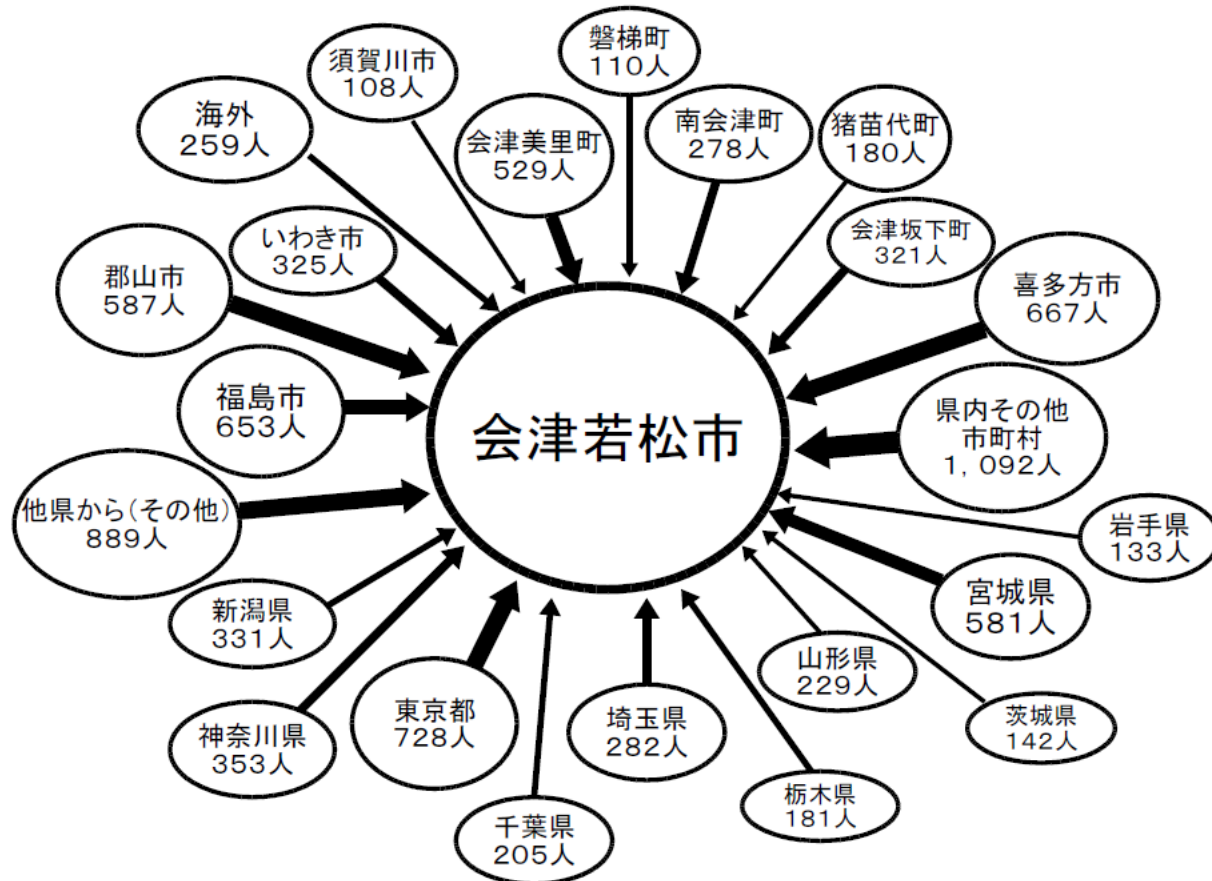 磐梯町
110人
須賀川市
108人
海外
259人
会津美里町
529人
南会津町
278人
猪苗代町
180人
いわき市
325人
会津坂下町
321人
郡山市
587人
喜多方市
667人
福島市
653人
会津若松市
県内その他
市町村
1,092人
他県から(その他)
889人
岩手県
133人
新潟県
331人
宮城県
581人
山形県
229人
神奈川県
353人
東京都
728人
埼玉県
282人
茨城県
142人
栃木県
181人
千葉県
205人